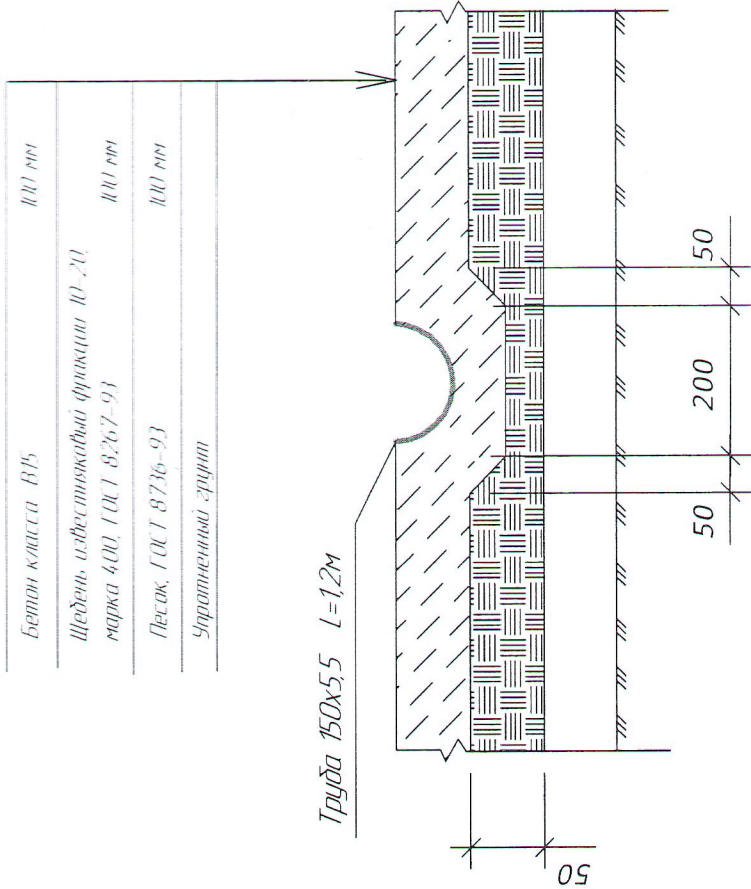 Бетон класса В15 100 мм
Щебень известняковый фракции 10-20,
марка 400, ГОСТ 8267-93 100 мм
Песок, ГОСТ 8736-93 100 мм
Упротненный грунт
Труба 150х5,5 L=1,2м
50
200
50
50